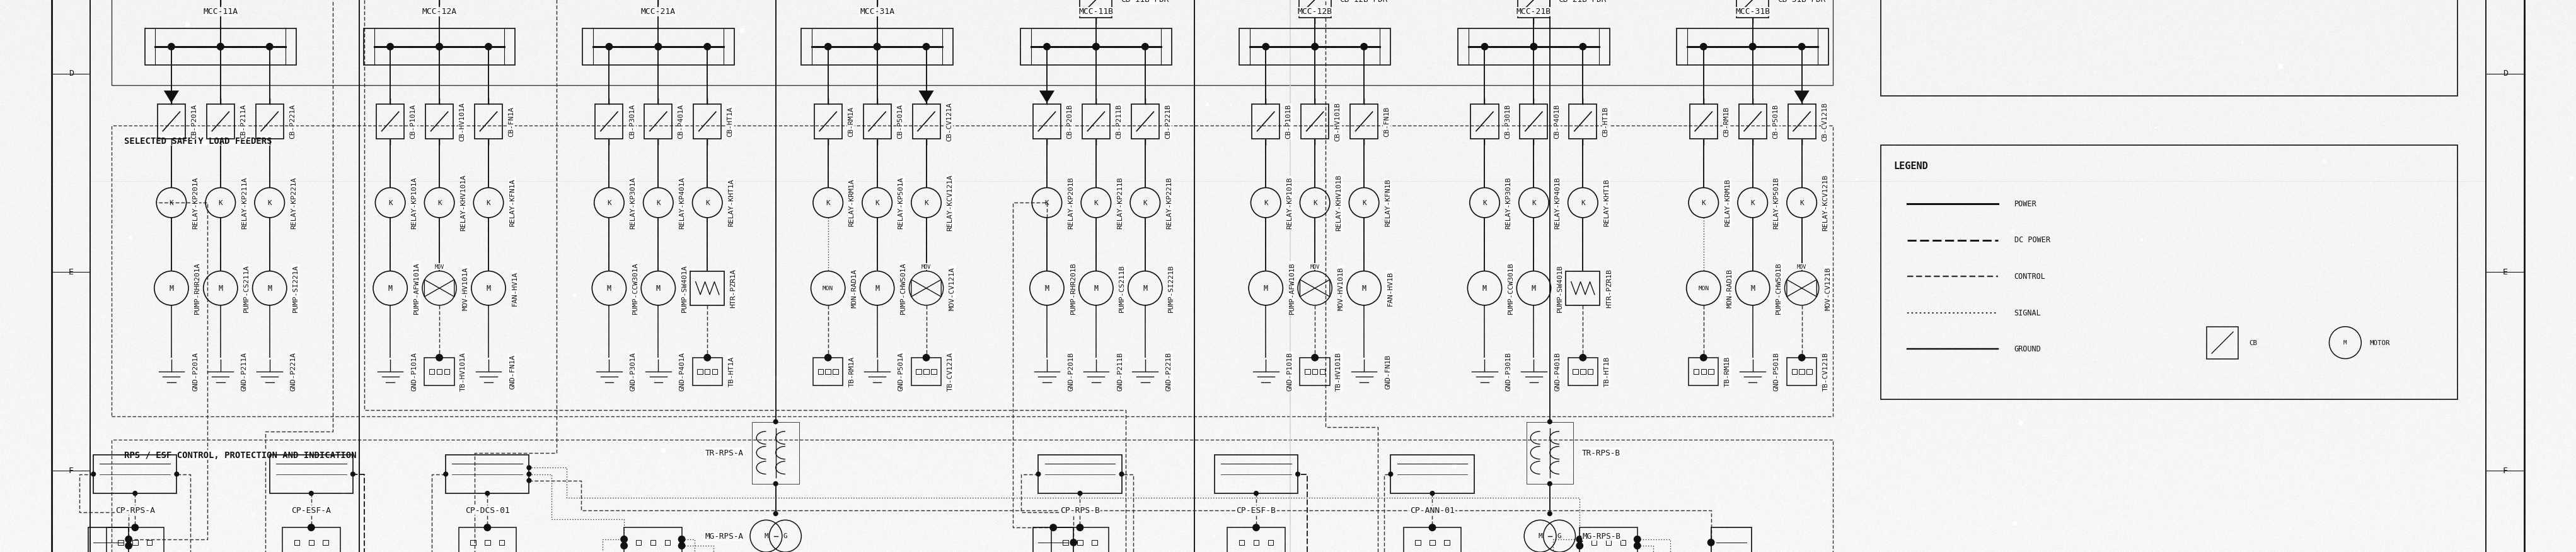 MCC-11A MCC-12A MCC-21A MCC-31A MCC-11B MCC-12B MCC-21B MCC-31B
D D
CB-P201A CB-P211A CB-P221A CB-P101A CB-HV101A CB-FN1A CB-P301A CB-P401A CB-HT1A CB-RM1A CB-P501A CB-CV121A CB-P201B CB-P211B CB-P221B CB-P101B CB-HV101B CB-FN1B CB-P301B CB-P401B CB-HT1B CB-RM1B CB-P501B CB-CV121B
SELECTED SAFETY LOAD FEEDERS
LEGEND
K K K K K K K K K K K K K K K K K K K K K K K K
RELAY-KP201A RELAY-KP211A RELAY-KP221A RELAY-KP101A RELAY-KHV101A RELAY-KFN1A RELAY-KP301A RELAY-KP401A RELAY-KHT1A RELAY-KRM1A RELAY-KP501A RELAY-KCV121A RELAY-KP201B RELAY-KP211B RELAY-KP221B RELAY-KP101B RELAY-KHV101B RELAY-KFN1B RELAY-KP301B RELAY-KP401B RELAY-KHT1B RELAY-KRM1B RELAY-KP501B RELAY-KCV121B
POWER
DC POWER
MOV MOV MOV MOV
E E
CONTROL
M M M M M M M MON M M M M M M M M MON M
PUMP-RHR201A PUMP-CS211A PUMP-SI221A PUMP-AFW101A MOV-HV101A FAN-HV1A PUMP-CCW301A PUMP-SW401A HTR-PZR1A MON-RAD1A PUMP-CHW501A MOV-CV121A PUMP-RHR201B PUMP-CS211B PUMP-SI221B PUMP-AFW101B MOV-HV101B FAN-HV1B PUMP-CCW301B PUMP-SW401B HTR-PZR1B MON-RAD1B PUMP-CHW501B MOV-CV121B
SIGNAL
GROUND CB M MOTOR
GND-P201A GND-P211A GND-P221A GND-P101A TB-HV101A GND-FN1A GND-P301A GND-P401A TB-HT1A TB-RM1A GND-P501A TB-CV121A GND-P201B GND-P211B GND-P221B GND-P101B TB-HV101B GND-FN1B GND-P301B GND-P401B TB-HT1B TB-RM1B GND-P501B TB-CV121B
RPS / ESF CONTROL, PROTECTION AND INDICATION
TR-RPS-A TR-RPS-B
F F
CP-RPS-A CP-ESF-A CP-DCS-01 CP-RPS-B CP-ESF-B CP-ANN-01
MG-RPS-A M G M G MG-RPS-B